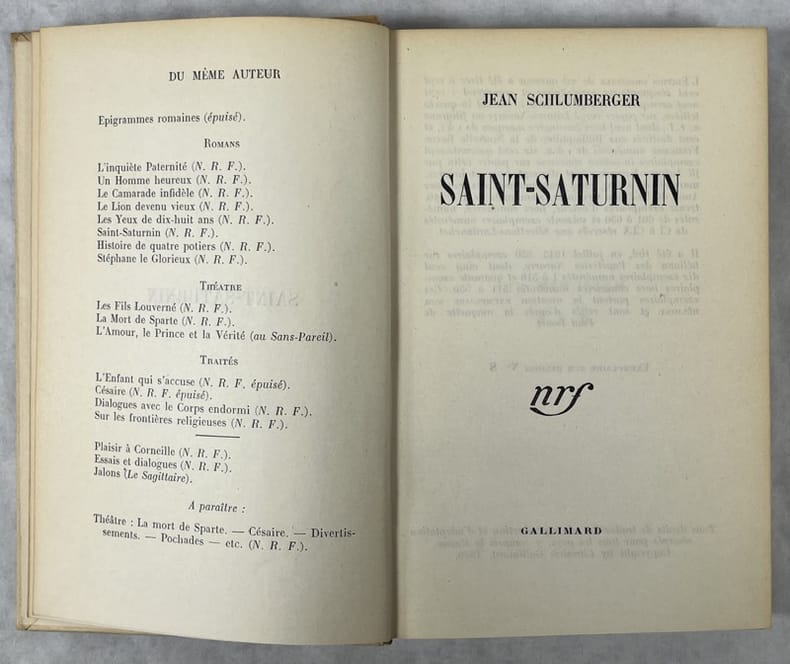 DU MÊME AUTEUR
Epigrammes romaines (épuisé).
ROMANS
L'inquiète Paternité (N. R. F.).
Un Homme heureux (N. R. F.).
Le Camarade infidèle (N. R. F.).
Le Lion devenu vieux (N. R. F.).
Les Yeux de dix-huit ans (N. R. F.).
Saint-Saturnin (N. R. F.).
Histoire de quatre potiers (N. R. F.).
Stéphane le Glorieux (N. R. F.).
THÉATRE
Les Fils Louverné (N. R. F.).
La Mort de Sparte (N. R. F.).
L'Amour, le Prince et la Vérité (au Sans-Pareil).
TRAITÉS
L'Enfant qui s'accuse (N. R. F. épuisé).
Césaire (N. R. F. épuisé).
Dialogues avec le Corps endormi (N. R. F.).
Sur les frontières religieuses (N. R. F.).
Plaisir à Corneille (N. R. F.).
Essais et dialogues (N. R. F.).
Jalons (Le Sagittaire).
A paraître :
Théâtre : La mort de Sparte. — Césaire. — Divertis-
sements. — Pochades — etc. (N. R. F.).
JEAN SCHLUMBERGER
SAINT-SATURNIN
nrf
GALLIMARD